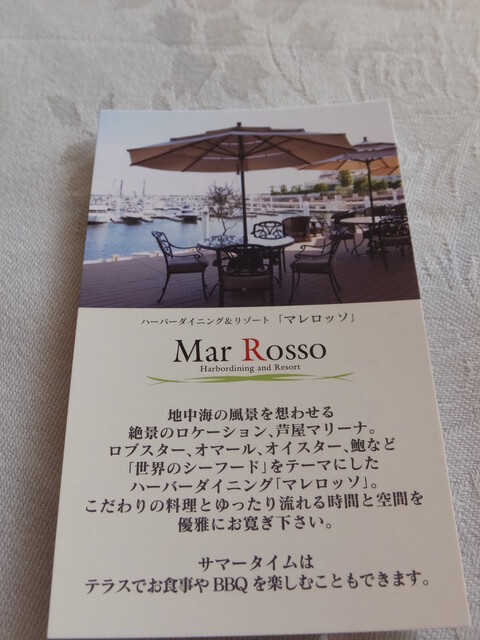 ハーバーダイニング&リゾート「マレロッソ」
Mar Rosso
Harbordining and Resort
地中海の風景を想わせる
絶景のロケーション、芦屋マリーナ。
ロブスター、オマール、オイスター、鮑など
「世界のシーフード」をテーマにした
ハーバーダイニング「マレロッソ」。
こだわりの料理とゆったり流れる時間と空間を
優雅にお寛ぎ下さい。
サマータイムは
テラスでお食事やBBQを楽しむこともできます。